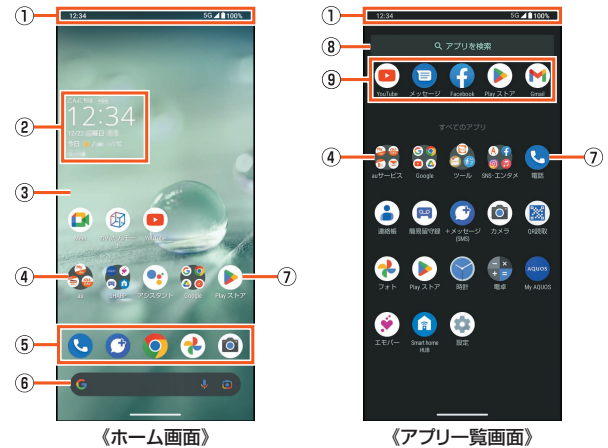 ① 12:34 5G 100%
②
12:34
③
YouTube
④ au SHARP アシスタント Google Play ストア ⑦
⑤
⑥
《ホーム画面》
① 12:34 5G 100%
⑧ アプリを検索
⑨ YouTube メッセージ Facebook Play ストア Gmail
すべてのアプリ
④ auサービス Google ツール SNS･エンタメ 電話 ⑦
連絡帳 簡易留守録 +メッセージ カメラ QR読取
(SMS)
フォト Play ストア 時計 電卓 My AQUOS
AQUOS
エモパー Smart home 設定
HUB
《アプリ一覧画面》